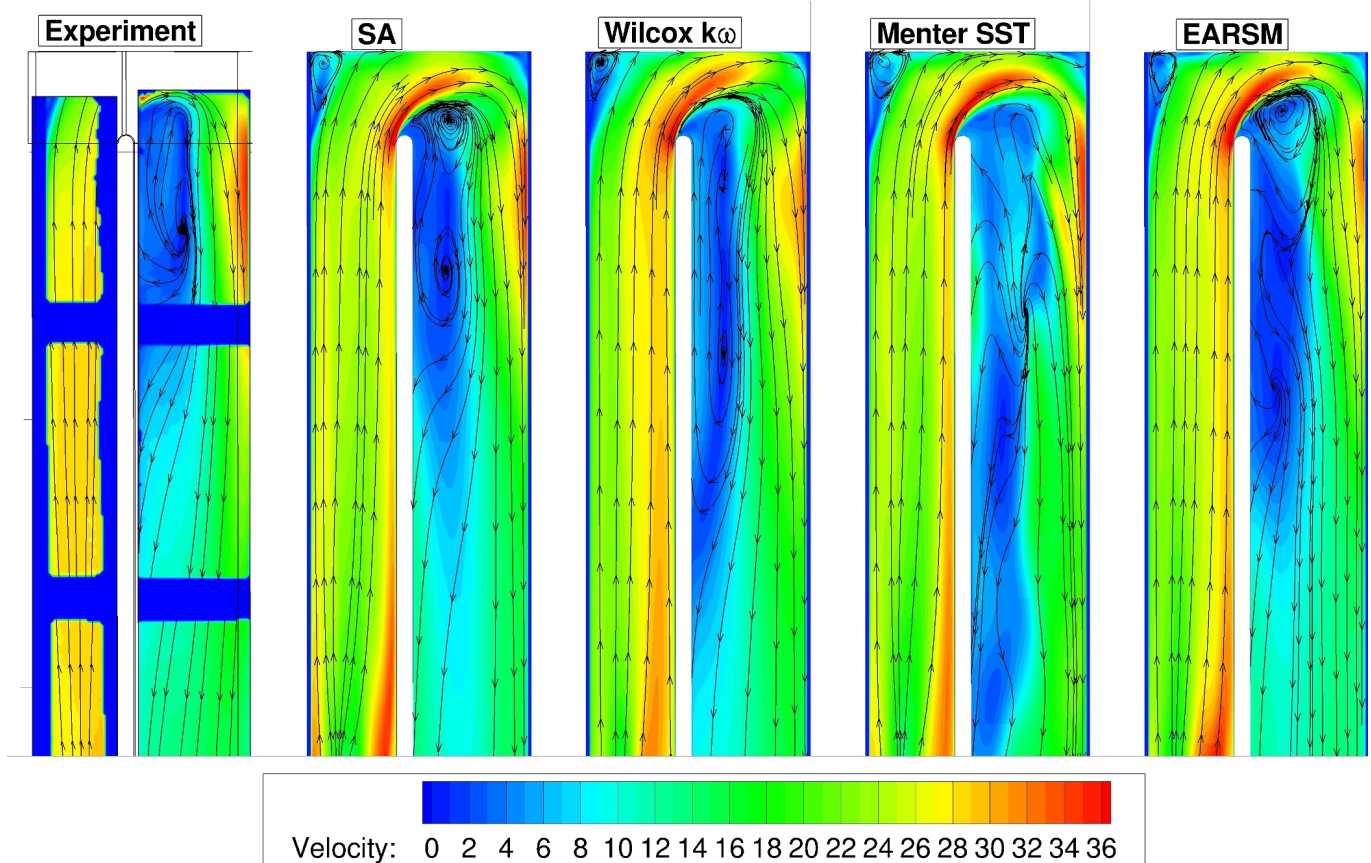 Experiment
SA
Wilcox kω
Menter SST
EARSM
Velocity: 0 2 4 6 8 10 12 14 16 18 20 22 24 26 28 30 32 34 36